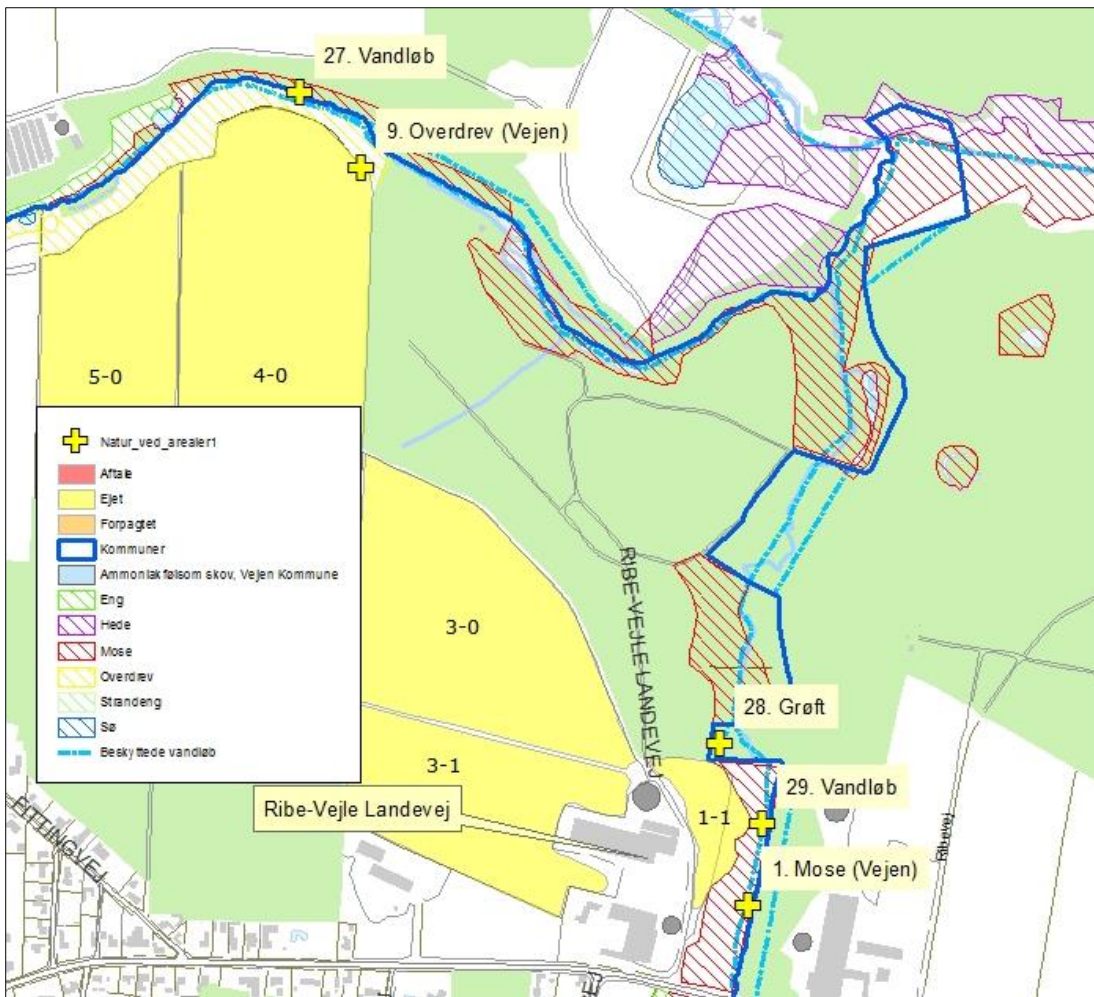 27. Vandløb
9. Overdrev (Vejen)
5-0
4-0
Natur_ved_arealer1
Aftale
Ejet
Forpagtet
Kommuner
Ammoniakfølsom skov, Vejen Kommune
Eng
Hede
Mose
Overdrev
Strandeng
Sø
Beskyttede vandløb
3-0
RIBE-VEJLE LANDEVEJ
28. Grøft
3-1
29. Vandløb
Ribe-Vejle Landevej
1-1
Ribevej
FITTINGVEJ
1. Mose (Vejen)